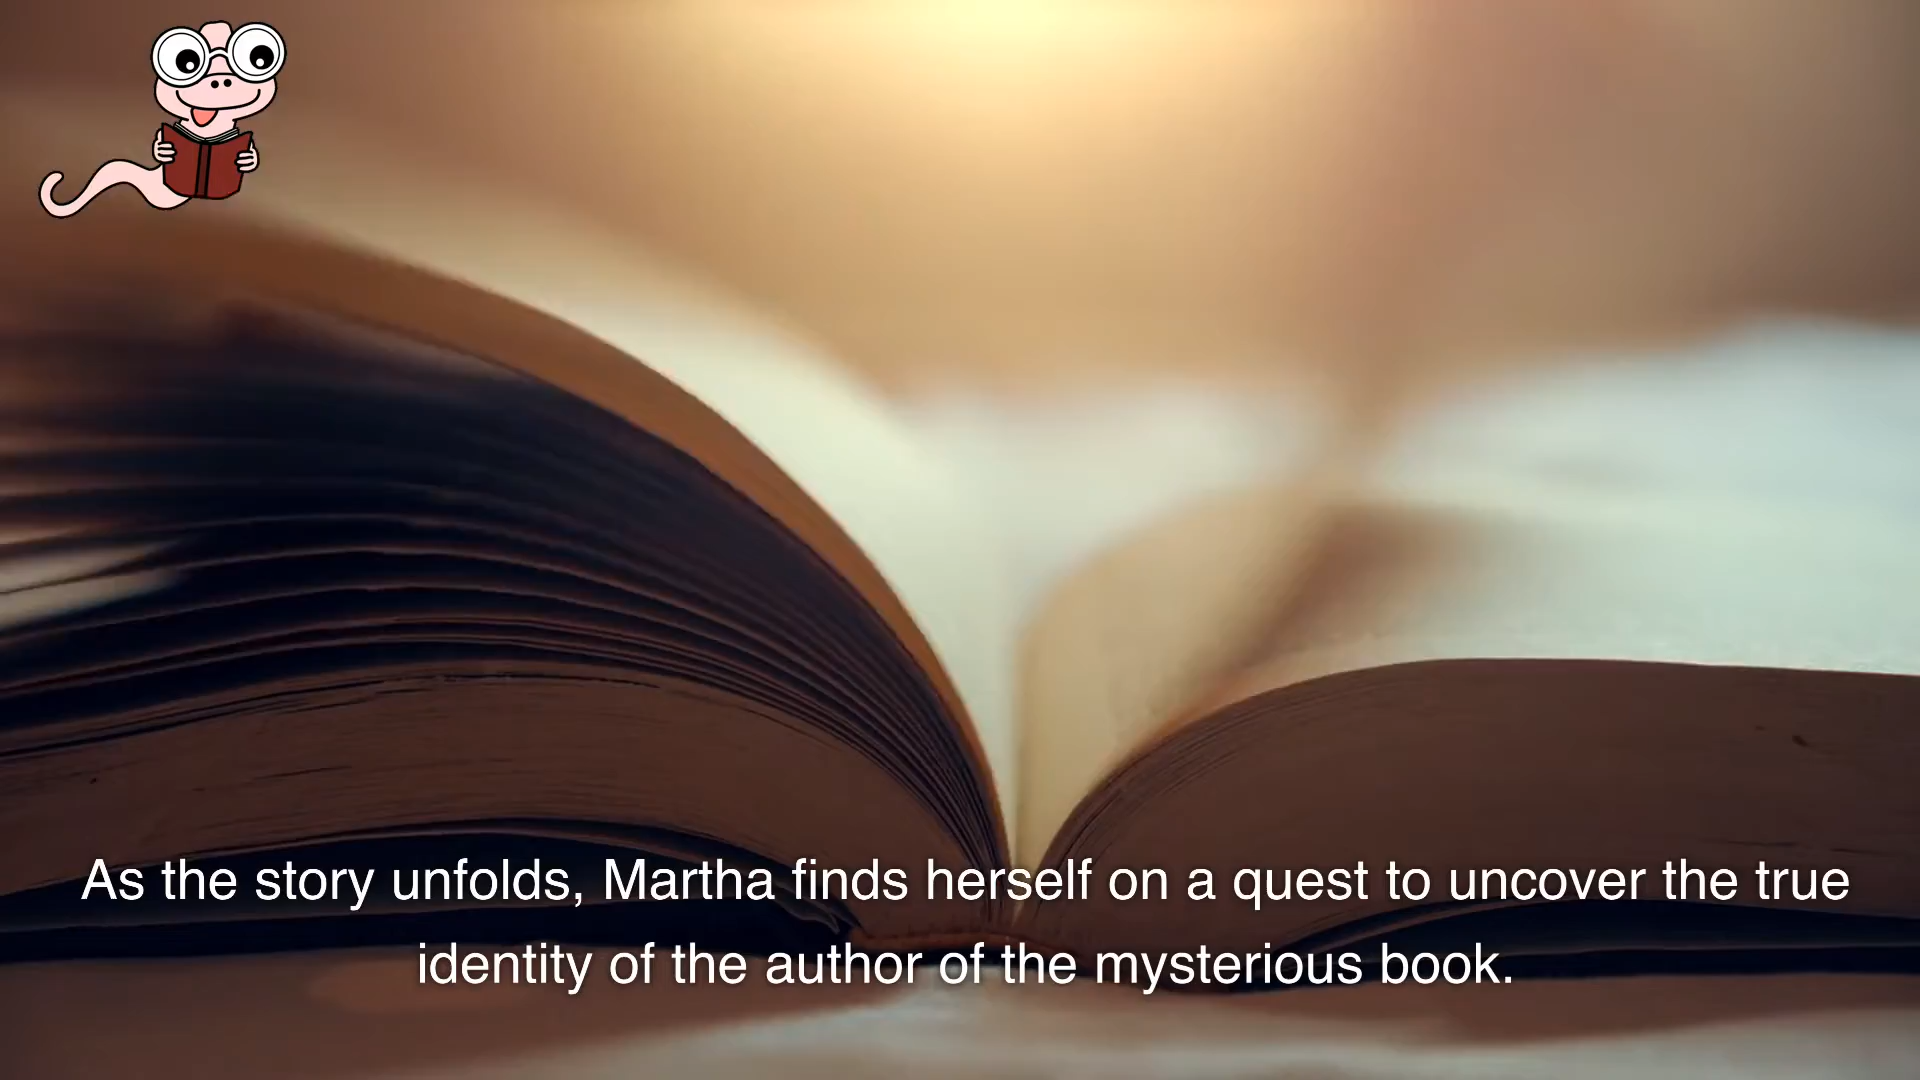 As the story unfolds, Martha finds herself on a quest to uncover the true
identity of the author of the mysterious book.